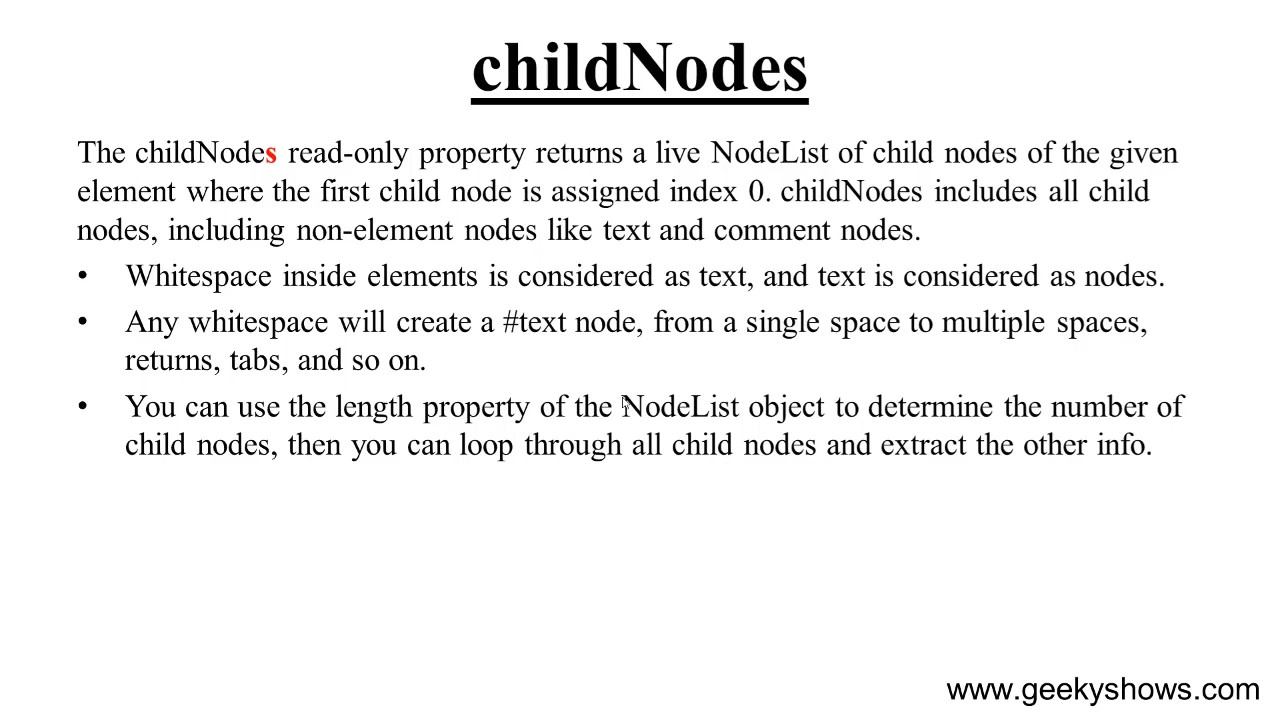 childNodes
The childNodes read-only property returns a live NodeList of child nodes of the given
element where the first child node is assigned index 0. childNodes includes all child
nodes, including non-element nodes like text and comment nodes.
• Whitespace inside elements is considered as text, and text is considered as nodes.
• Any whitespace will create a #text node, from a single space to multiple spaces,
returns, tabs, and so on.
• You can use the length property of the NodeList object to determine the number of
child nodes, then you can loop through all child nodes and extract the other info.
www.geekyshows.com